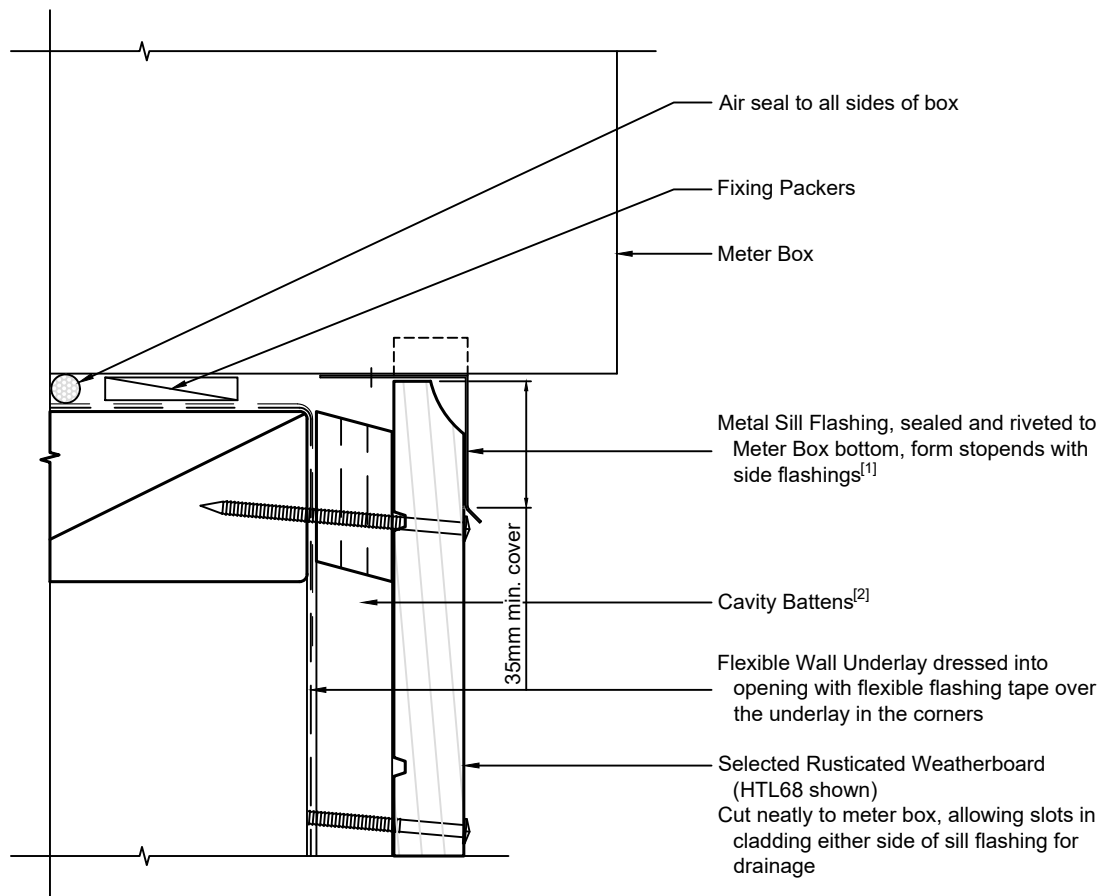 Air seal to all sides of box
Fixing Packers
Meter Box
Metal Sill Flashing, sealed and riveted to
Meter Box bottom, form stopends with
side flashings[1]
35mm min. cover
Cavity Battens[2]
Flexible Wall Underlay dressed into
opening with flexible flashing tape over
the underlay in the corners
Selected Rusticated Weatherboard
(HTL68 shown)
Cut neatly to meter box, allowing slots in
cladding either side of sill flashing for
drainage